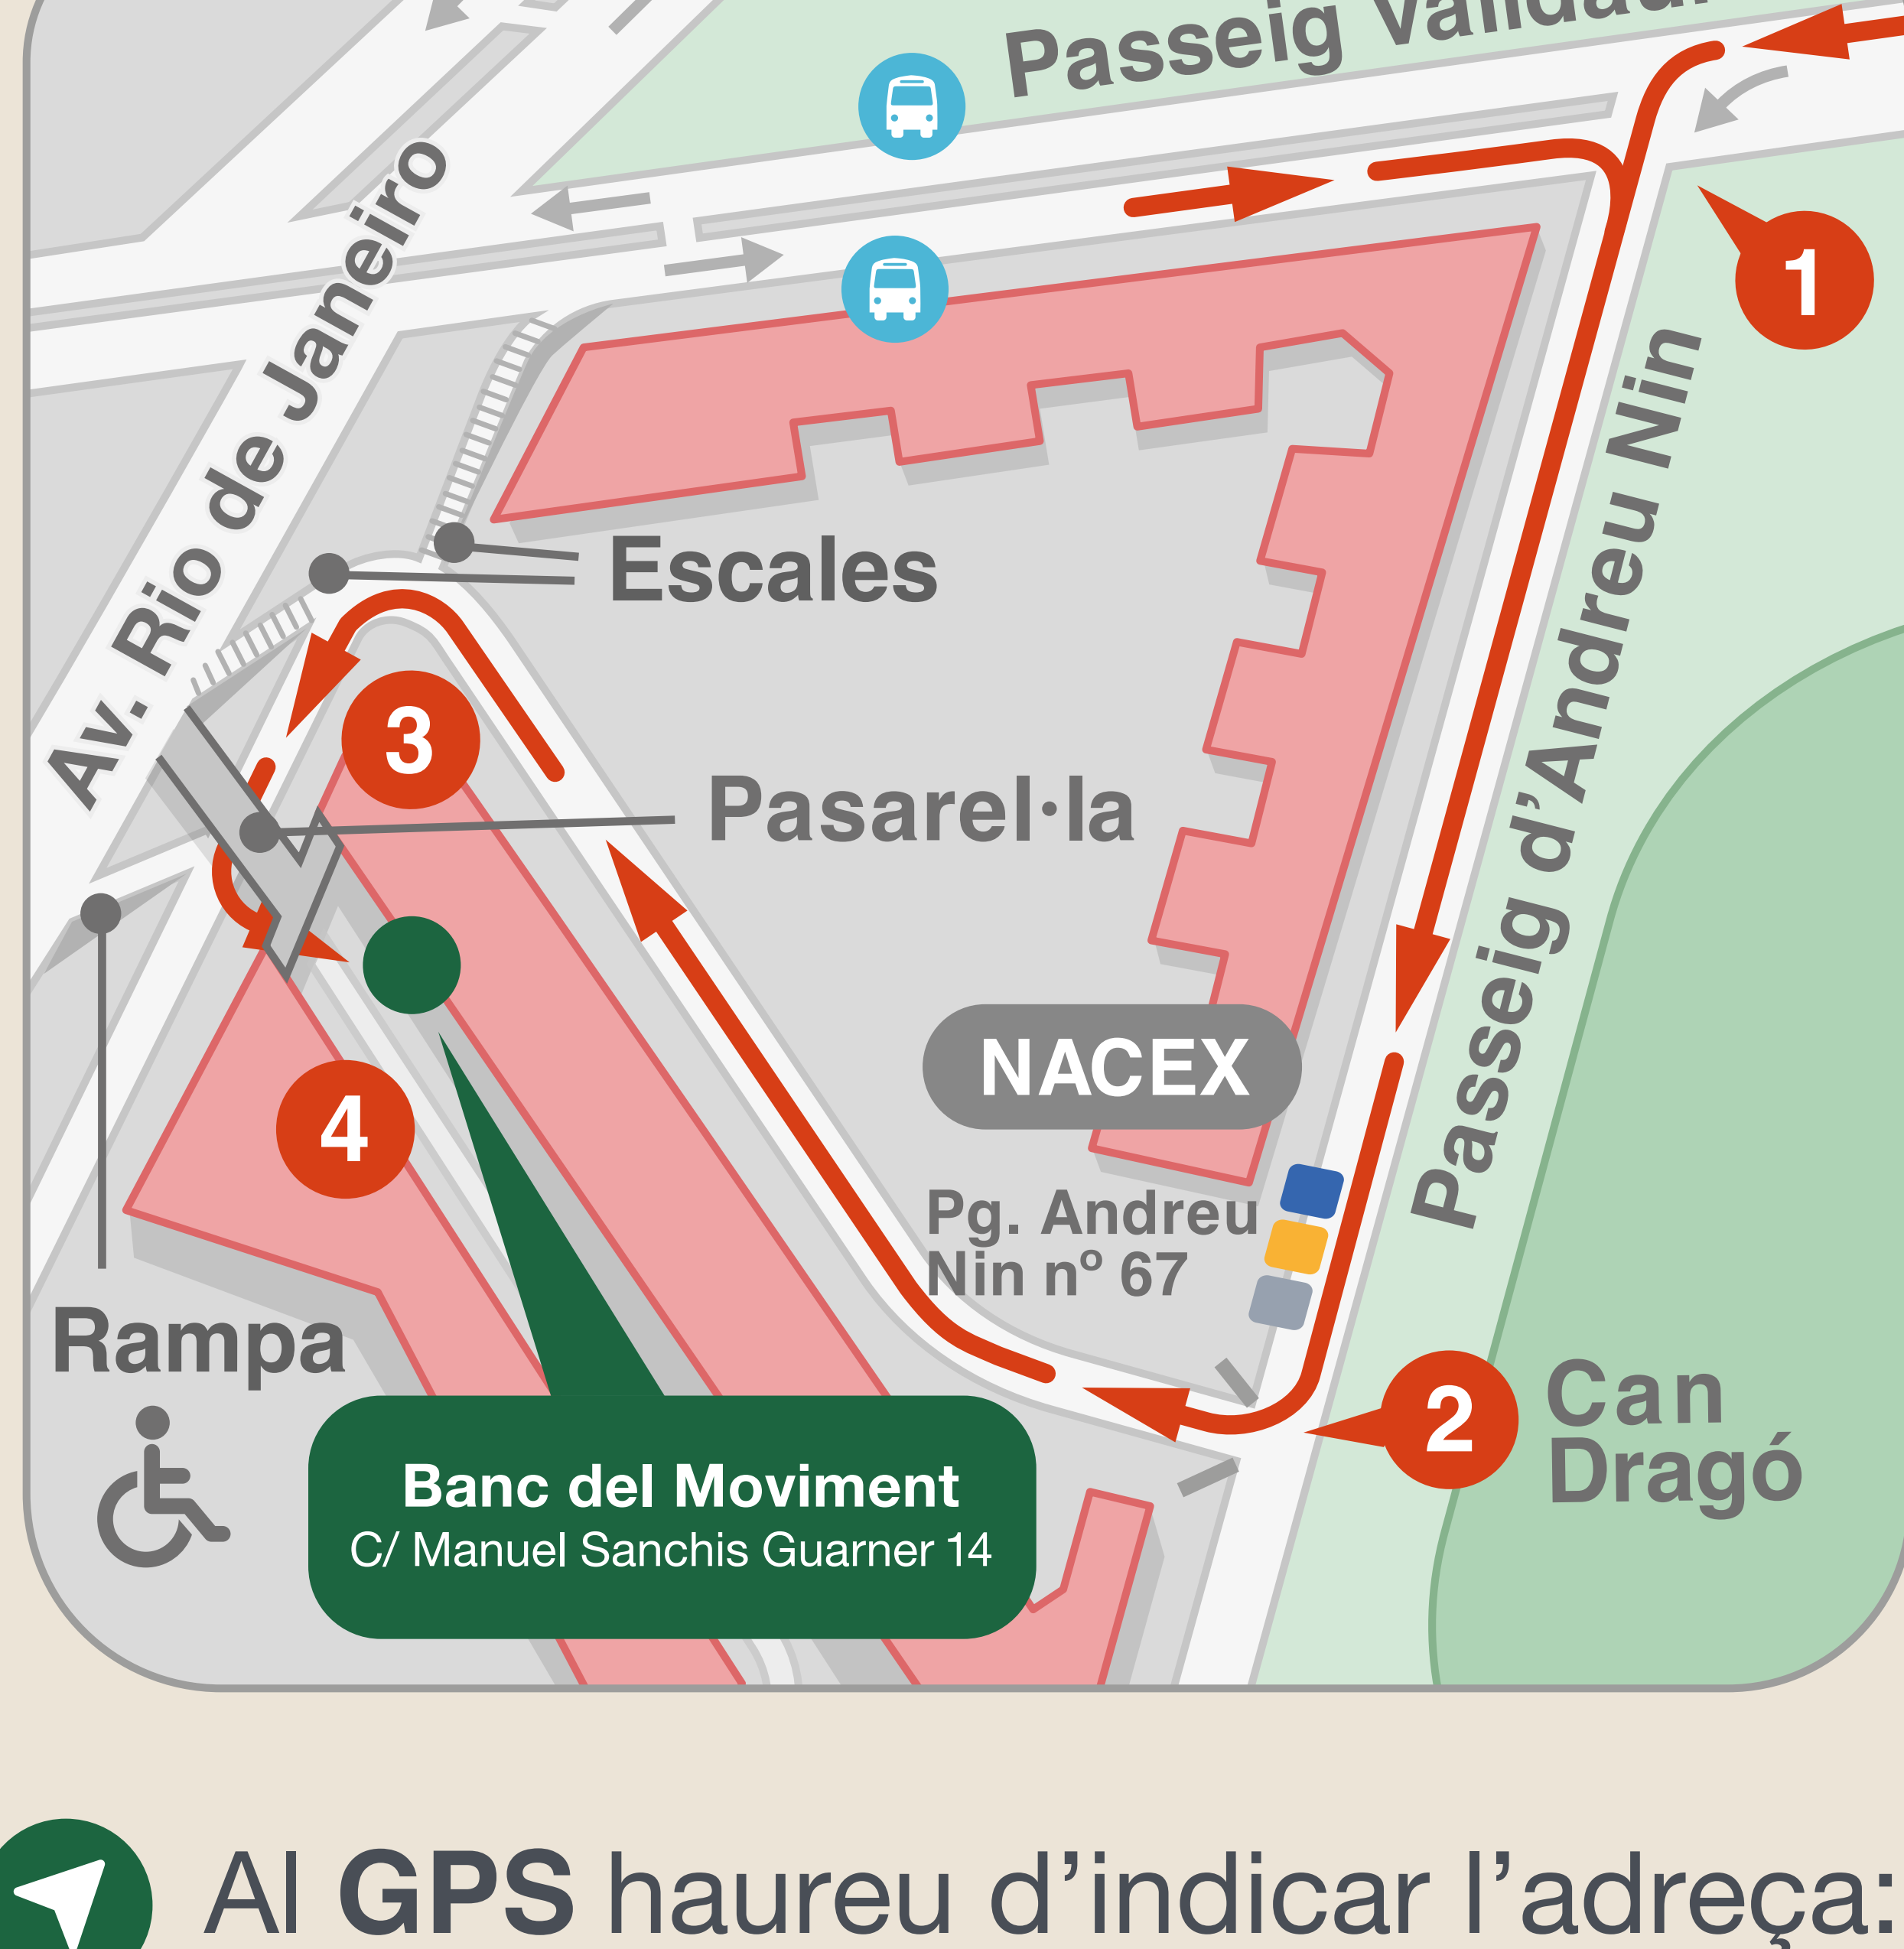 Passeig
1
Av. Rio de Janeiro
Passeig d'Andreu Nin
Escales
3
Pasarel·la
NACEX
4
Pg. Andreu
Nin nº 67
Rampa
2
Can
Dragó
Banc del Moviment
C/ Manuel Sanchis Guarner 14
Al GPS haureu d’indicar l’adreça: